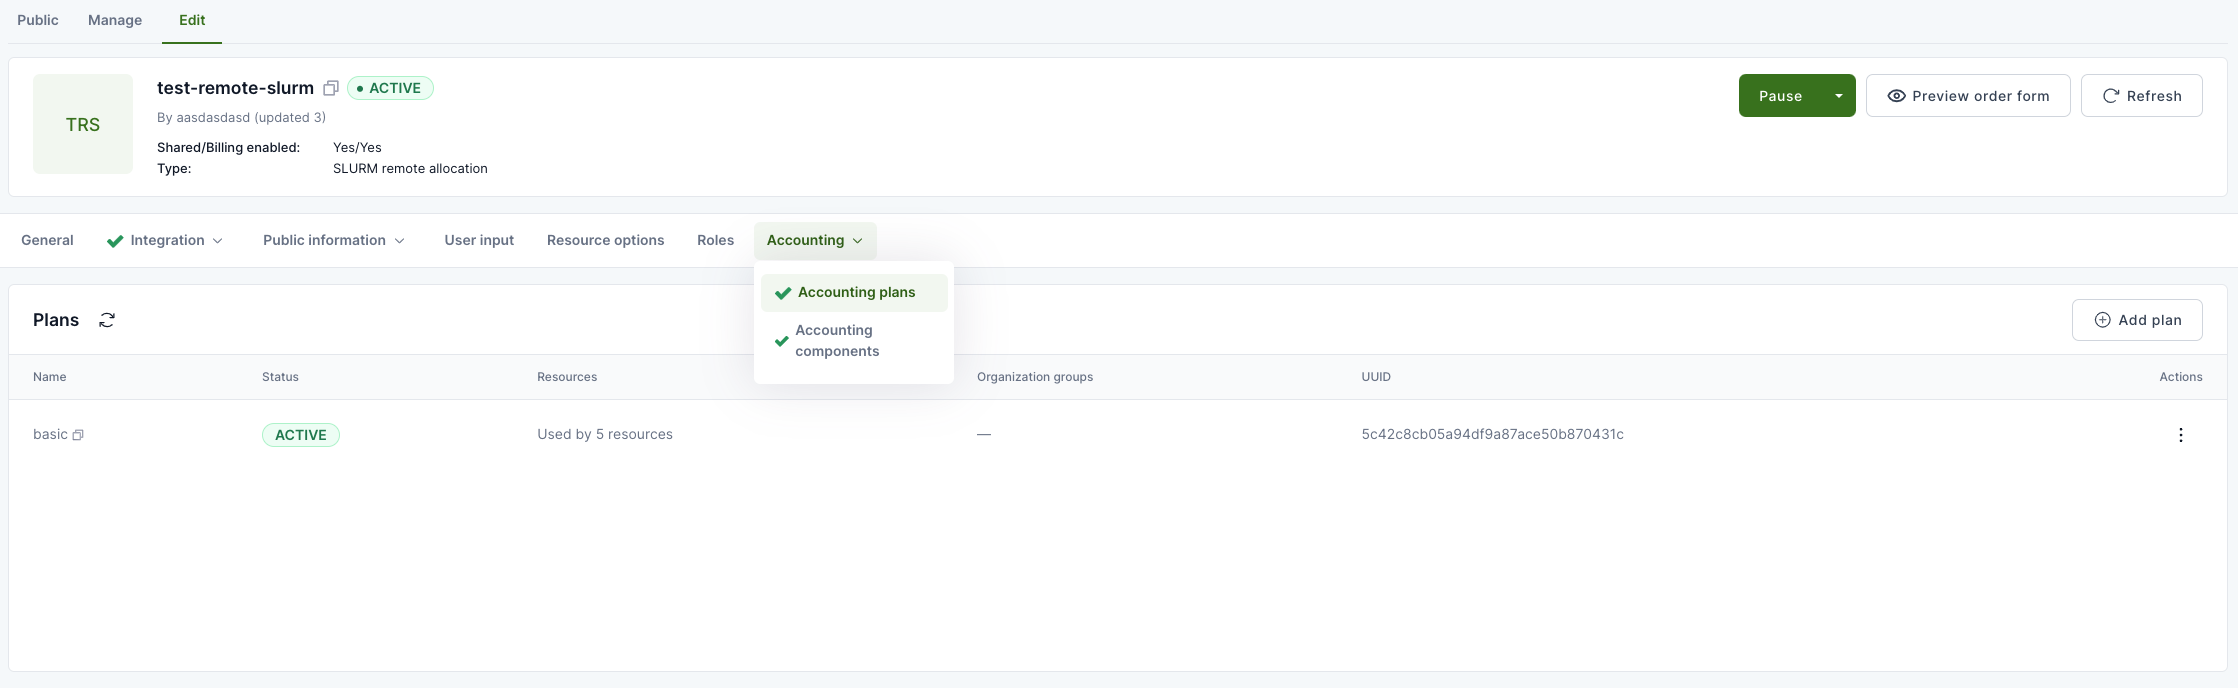 Public Manage Edit
TRS
test-remote-slurm ACTIVE
By aasdasdasd (updated 3)
Shared/Billing enabled: Yes/Yes
Type: SLURM remote allocation
Pause Preview order form Refresh
General Integration Public information User input Resource options Roles Accounting
Accounting plans
Accounting
components
Plans Add plan
Name Status Resources Organization groups UUID Actions
basic ACTIVE Used by 5 resources — 5c42c8cb05a94df9a87ace50b870431c